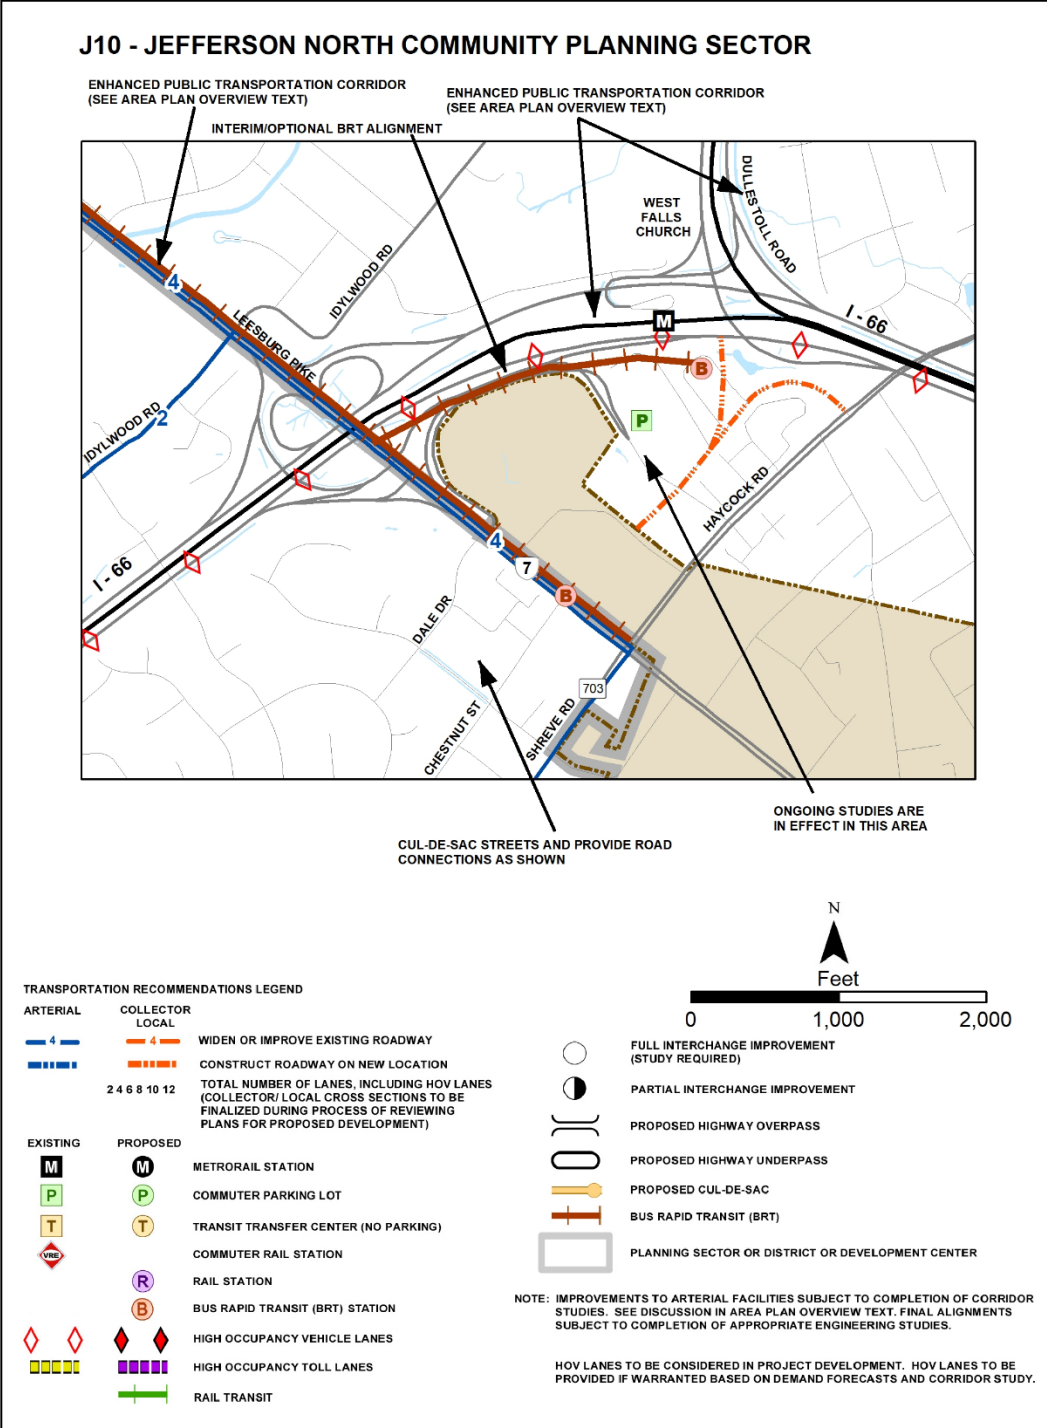 J10 - JEFFERSON NORTH COMMUNITY PLANNING SECTOR
ENHANCED PUBLIC TRANSPORTATION CORRIDOR
(SEE AREA PLAN OVERVIEW TEXT)
ENHANCED PUBLIC TRANSPORTATION CORRIDOR
(SEE AREA PLAN OVERVIEW TEXT)
INTERIM/OPTIONAL BRT ALIGNMENT
DULLES TOLL ROAD
WEST
FALLS
CHURCH
IDYLWOOD RD
4
LEESBURG PIKE
M
I - 66
B
IDYLWOOD RD
2
P
HAYCOCK RD
4
7
I - 66
B
DALE DR
703
CHESTNUT ST
SHREVE RD
ONGOING STUDIES ARE
IN EFFECT IN THIS AREA
CUL-DE-SAC STREETS AND PROVIDE ROAD
CONNECTIONS AS SHOWN
N
Feet
0 1,000 2,000
TRANSPORTATION RECOMMENDATIONS LEGEND
ARTERIAL
COLLECTOR
LOCAL
4 4 WIDEN OR IMPROVE EXISTING ROADWAY
CONSTRUCT ROADWAY ON NEW LOCATION
2 4 6 8 10 12 TOTAL NUMBER OF LANES, INCLUDING HOV LANES
(COLLECTOR/ LOCAL CROSS SECTIONS TO BE
FINALIZED DURING PROCESS OF REVIEWING
PLANS FOR PROPOSED DEVELOPMENT)
EXISTING PROPOSED
M M METRORAIL STATION
P P COMMUTER PARKING LOT
T T TRANSIT TRANSFER CENTER (NO PARKING)
VRE COMMUTER RAIL STATION
R RAIL STATION
B BUS RAPID TRANSIT (BRT) STATION
HIGH OCCUPANCY VEHICLE LANES
HIGH OCCUPANCY TOLL LANES
RAIL TRANSIT
FULL INTERCHANGE IMPROVEMENT
(STUDY REQUIRED)
PARTIAL INTERCHANGE IMPROVEMENT
PROPOSED HIGHWAY OVERPASS
PROPOSED HIGHWAY UNDERPASS
PROPOSED CUL-DE-SAC
BUS RAPID TRANSIT (BRT)
PLANNING SECTOR OR DISTRICT OR DEVELOPMENT CENTER
NOTE: IMPROVEMENTS TO ARTERIAL FACILITIES SUBJECT TO COMPLETION OF CORRIDOR
STUDIES. SEE DISCUSSION IN AREA PLAN OVERVIEW TEXT. FINAL ALIGNMENTS
SUBJECT TO COMPLETION OF APPROPRIATE ENGINEERING STUDIES.
HOV LANES TO BE CONSIDERED IN PROJECT DEVELOPMENT. HOV LANES TO BE
PROVIDED IF WARRANTED BASED ON DEMAND FORECASTS AND CORRIDOR STUDY.